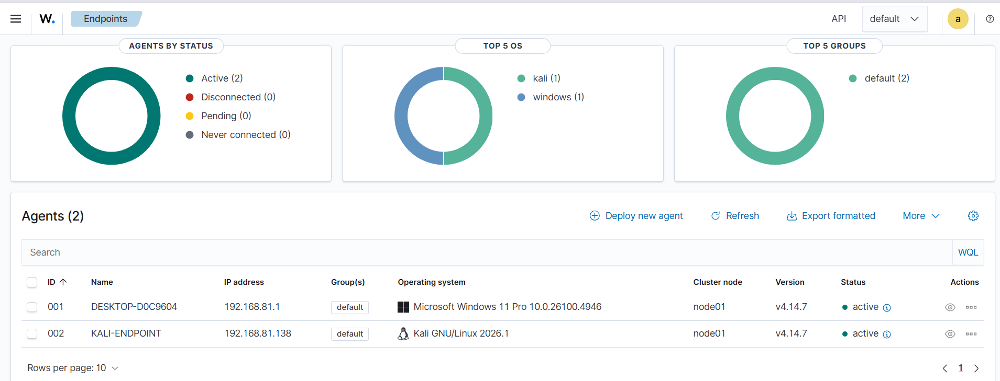 W. Endpoints API default a
AGENTS BY STATUS
Active (2)
Disconnected (0)
Pending (0)
Never connected (0)
TOP 5 OS
kali (1)
windows (1)
TOP 5 GROUPS
default (2)
Agents (2) Deploy new agent Refresh Export formatted More
Search WQL
ID Name IP address Group(s) Operating system Cluster node Version Status Actions
001 DESKTOP-D0C9604 192.168.81.1 default Microsoft Windows 11 Pro 10.0.26100.4946 node01 v4.14.7 active
002 KALI-ENDPOINT 192.168.81.138 default Kali GNU/Linux 2026.1 node01 v4.14.7 active
Rows per page: 10 1